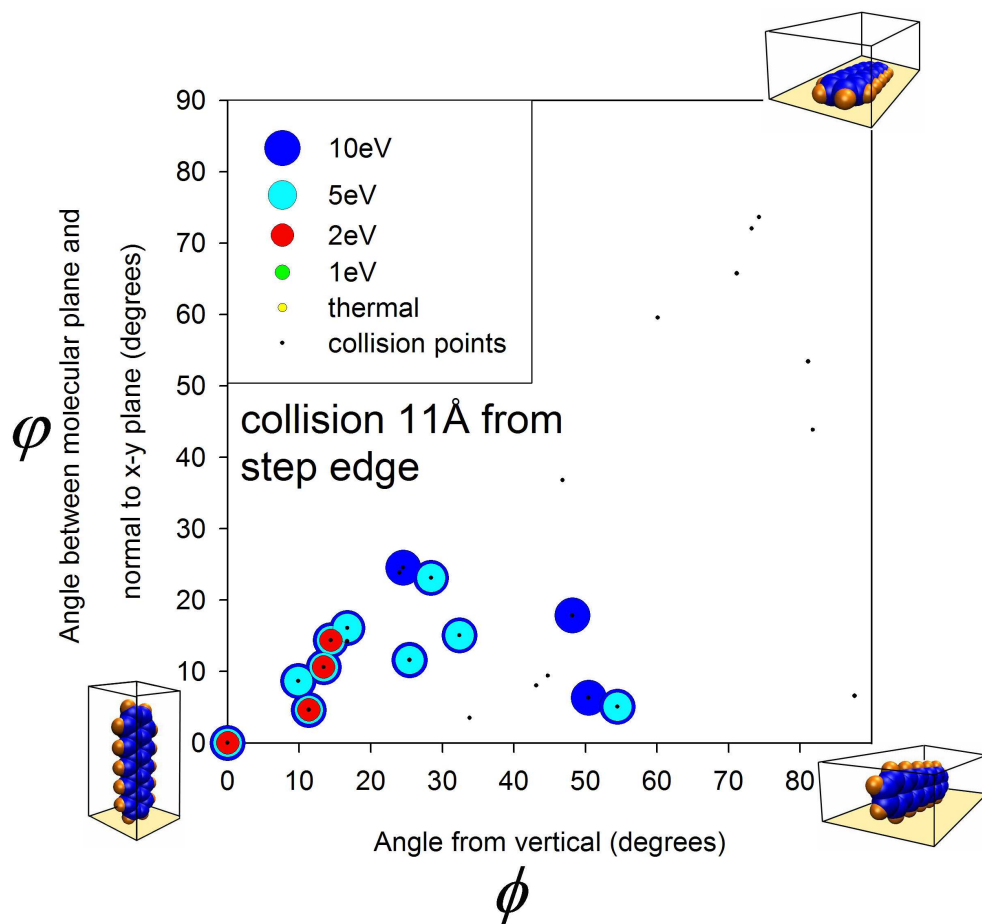 90
80
70
60
50
40
30
20
10
0
10eV
5eV
2eV
1eV
thermal
collision points
collision 11Å from
step edge
φ
Angle between molecular plane and
normal to x-y plane (degrees)
0 10 20 30 40 50 60 70 80
Angle from vertical (degrees)
ϕ